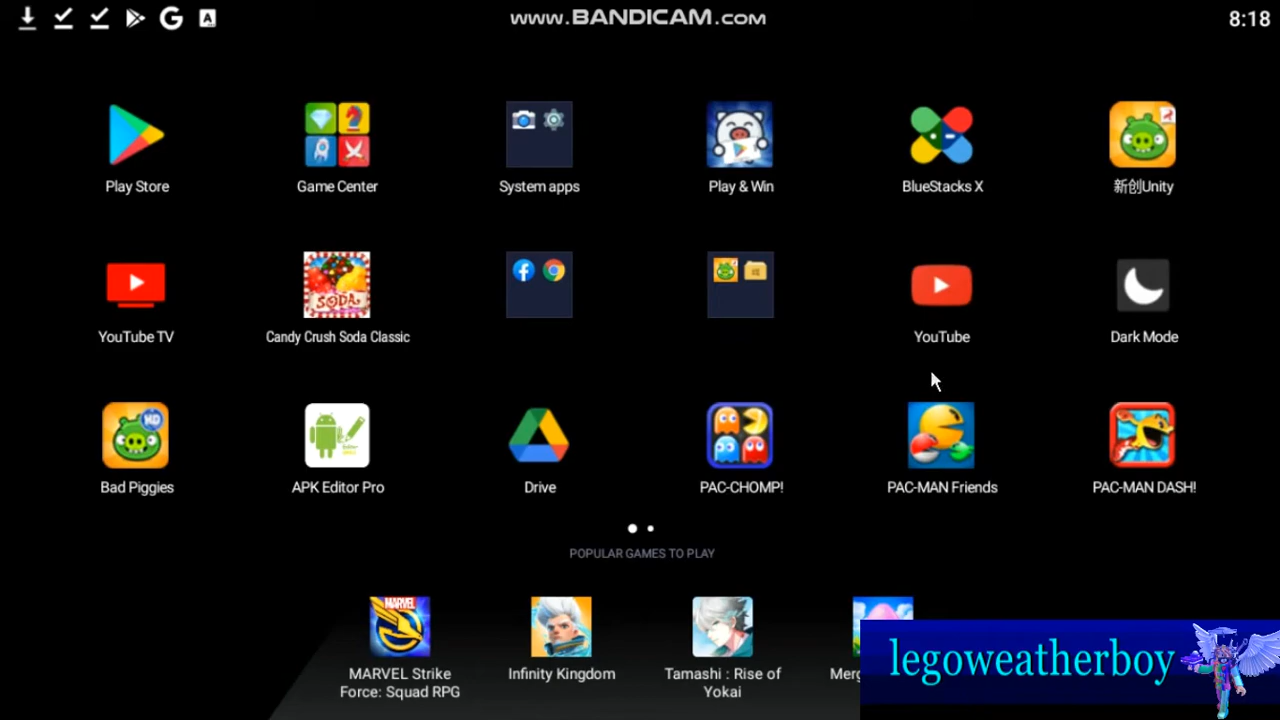 www.BANDICAM.com
8:18
Play Store
Game Center
System apps
Play & Win
BlueStacks X
新创Unity
YouTube TV
SODA
Candy Crush Soda Classic
YouTube
Dark Mode
HD
Bad Piggies
APK Editor Pro
Drive
PAC-CHOMP!
PAC-MAN Friends
PAC-MAN DASH!
POPULAR GAMES TO PLAY
MARVEL
MARVEL Strike
Force: Squad RPG
Infinity Kingdom
Tamashi : Rise of
Yokai
legoweatherboy